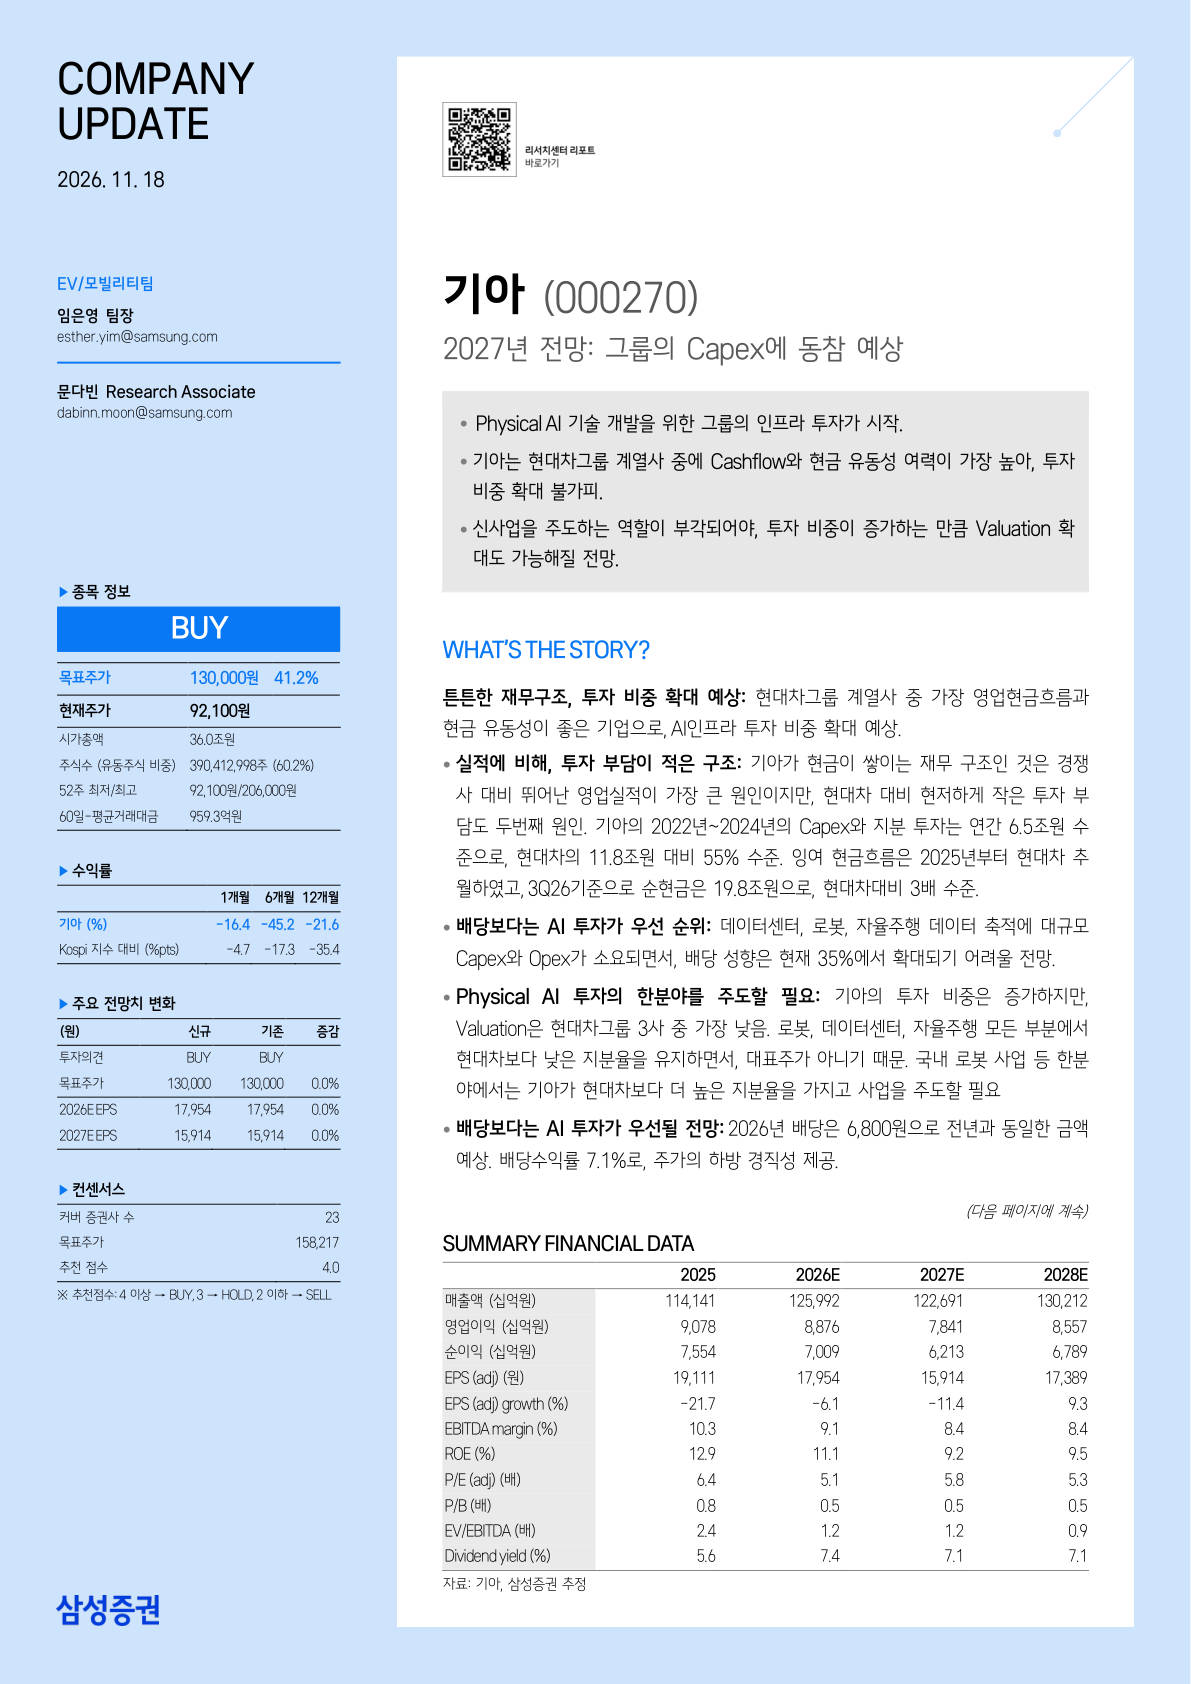 COMPANY
UPDATE
2026. 11. 18
EV/모빌리티팀
임은영 팀장
esther.yim@samsung.com
문다빈 Research Associate
dabinn.moon@samsung.com
▶ 종목 정보
BUY
목표주가 130,000원 41.2%
현재주가 92,100원
시가총액 36.0조원
주식수 (유동주식 비중) 390,412,998주 (60.2%)
52주 최저/최고 92,100원/206,000원
60일-평균거래대금 959.3억원
▶ 수익률
1개월 6개월 12개월
기아 (%) -16.4 -45.2 -21.6
Kospi 지수 대비 (%pts) -4.7 -17.3 -35.4
▶ 주요 전망치 변화
(원) 신규 기존 증감
투자의견 BUY BUY
목표주가 130,000 130,000 0.0%
2026E EPS 17,954 17,954 0.0%
2027E EPS 15,914 15,914 0.0%
▶ 컨센서스
커버 증권사 수 23
목표주가 158,217
추천 점수 4.0
※ 추천점수: 4 이상 → BUY, 3 → HOLD, 2 이하 → SELL
삼성증권
리서치센터 리포트
바로가기
기아 (000270)
2027년 전망: 그룹의 Capex에 동참 예상
• Physical AI 기술 개발을 위한 그룹의 인프라 투자가 시작.
• 기아는 현대차그룹 계열사 중에 Cashflow와 현금 유동성 여력이 가장 높아, 투자
비중 확대 불가피.
• 신사업을 주도하는 역할이 부각되어야, 투자 비중이 증가하는 만큼 Valuation 확
대도 가능해질 전망.
WHAT'S THE STORY?
튼튼한 재무구조, 투자 비중 확대 예상: 현대차그룹 계열사 중 가장 영업현금흐름과
현금 유동성이 좋은 기업으로, AI인프라 투자 비중 확대 예상.
• 실적에 비해, 투자 부담이 적은 구조: 기아가 현금이 쌓이는 재무 구조인 것은 경쟁
사 대비 뛰어난 영업실적이 가장 큰 원인이지만, 현대차 대비 현저하게 작은 투자 부
담도 두번째 원인. 기아의 2022년~2024년의 Capex와 지분 투자는 연간 6.5조원 수
준으로, 현대차의 11.8조원 대비 55% 수준. 잉여 현금흐름은 2025년부터 현대차 추
월하였고, 3Q26기준으로 순현금은 19.8조원으로, 현대차대비 3배 수준.
• 배당보다는 AI 투자가 우선 순위: 데이터센터, 로봇, 자율주행 데이터 축적에 대규모
Capex와 Opex가 소요되면서, 배당 성향은 현재 35%에서 확대되기 어려울 전망.
• Physical AI 투자의 한분야를 주도할 필요: 기아의 투자 비중은 증가하지만,
Valuation은 현대차그룹 3사 중 가장 낮음. 로봇, 데이터센터, 자율주행 모든 부분에서
현대차보다 낮은 지분율을 유지하면서, 대표주가 아니기 때문. 국내 로봇 사업 등 한분
야에서는 기아가 현대차보다 더 높은 지분율을 가지고 사업을 주도할 필요
• 배당보다는 AI 투자가 우선될 전망: 2026년 배당은 6,800원으로 전년과 동일한 금액
예상. 배당수익률 7.1%로, 주가의 하방 경직성 제공.
(다음 페이지에 계속)
SUMMARY FINANCIAL DATA
2025 2026E 2027E 2028E
매출액 (십억원) 114,141 125,992 122,691 130,212
영업이익 (십억원) 9,078 8,876 7,841 8,557
순이익 (십억원) 7,554 7,009 6,213 6,789
EPS (adj) (원) 19,111 17,954 15,914 17,389
EPS (adj) growth (%) -21.7 -6.1 -11.4 9.3
EBITDA margin (%) 10.3 9.1 8.4 8.4
ROE (%) 12.9 11.1 9.2 9.5
P/E (adj) (배) 6.4 5.1 5.8 5.3
P/B (배) 0.8 0.5 0.5 0.5
EV/EBITDA (배) 2.4 1.2 1.2 0.9
Dividend yield (%) 5.6 7.4 7.1 7.1
자료: 기아, 삼성증권 추정